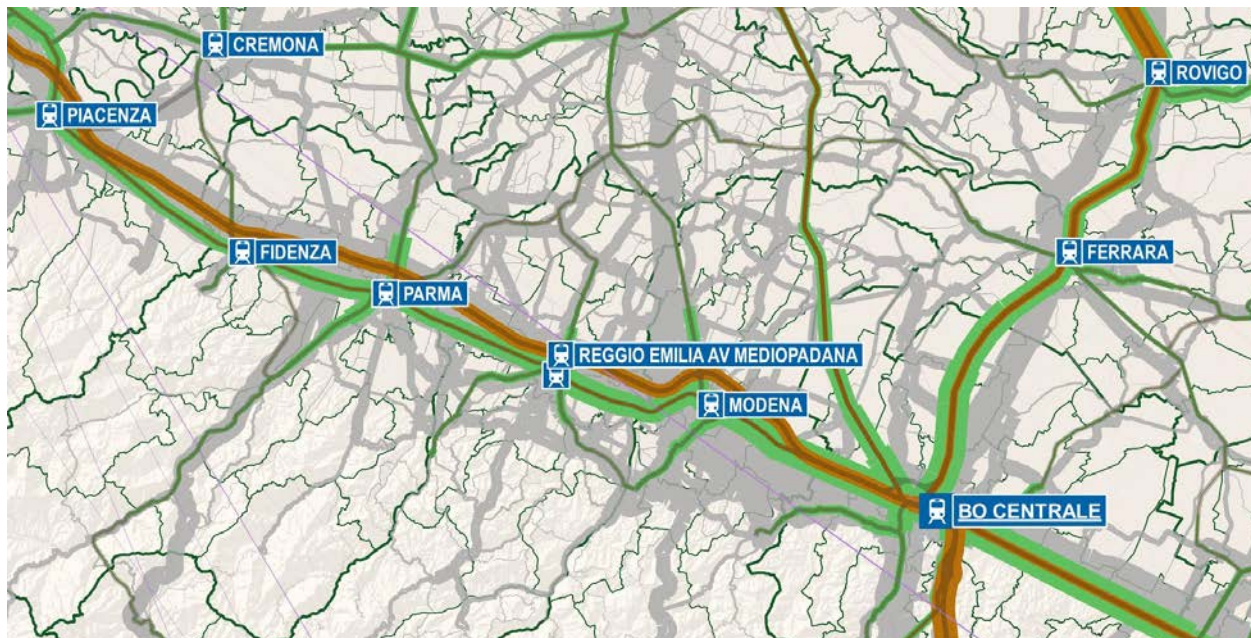 CREMONA
ROVIGO
PIACENZA
FIDENZA
FERRARA
PARMA
REGGIO EMILIA AV MEDIOPADANA
MODENA
BO CENTRALE